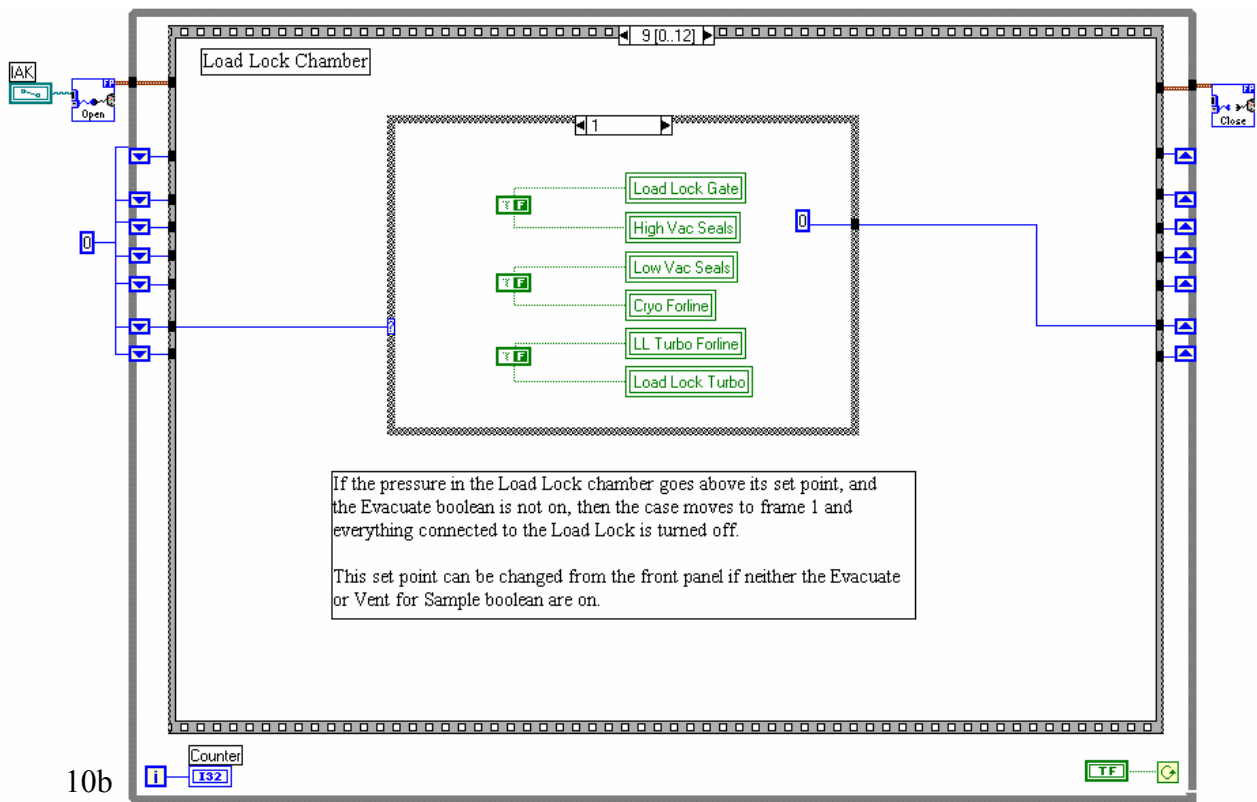 9 [0..12]
Load Lock Chamber
IAK
FP
Open
FP
Close
1
Load Lock Gate
F
0
High Vac Seals
0
Low Vac Seals
F
Cryo Forline
?
LL Turbo Forline
F
Load Lock Turbo
If the pressure in the Load Lock chamber goes above its set point, and
the Evacuate boolean is not on, then the case moves to frame 1 and
everything connected to the Load Lock is turned off.
This set point can be changed from the front panel if neither the Evacuate
or Vent for Sample boolean are on.
Counter
10b
i
I32
TF